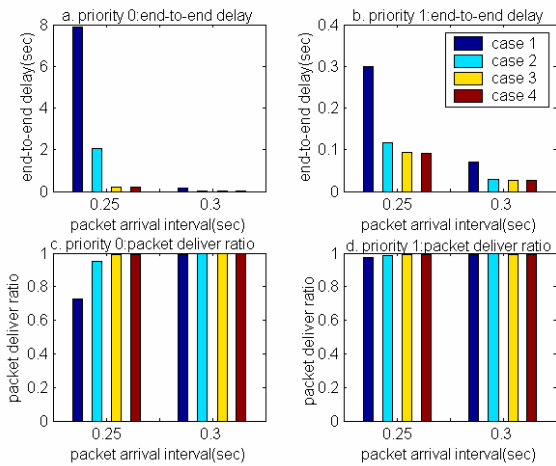 a. priority 0:end-to-end delay
8
6
4
2
0
end-to-end delay(sec)
0.25
0.3
packet arrival interval(sec)
b. priority 1:end-to-end delay
0.4
0.3
0.2
0.1
0
end-to-end delay(sec)
case 1
case 2
case 3
case 4
0.25
0.3
packet arrival interval(sec)
c. priority 0:packet deliver ratio
1
0.8
0.6
0.4
0.2
0
packet deliver ratio
0.25
0.3
packet arrival interval(sec)
d. priority 1:packet deliver ratio
1
0.8
0.6
0.4
0.2
0
packet deliver ratio
0.25
0.3
packet arrival interval(sec)